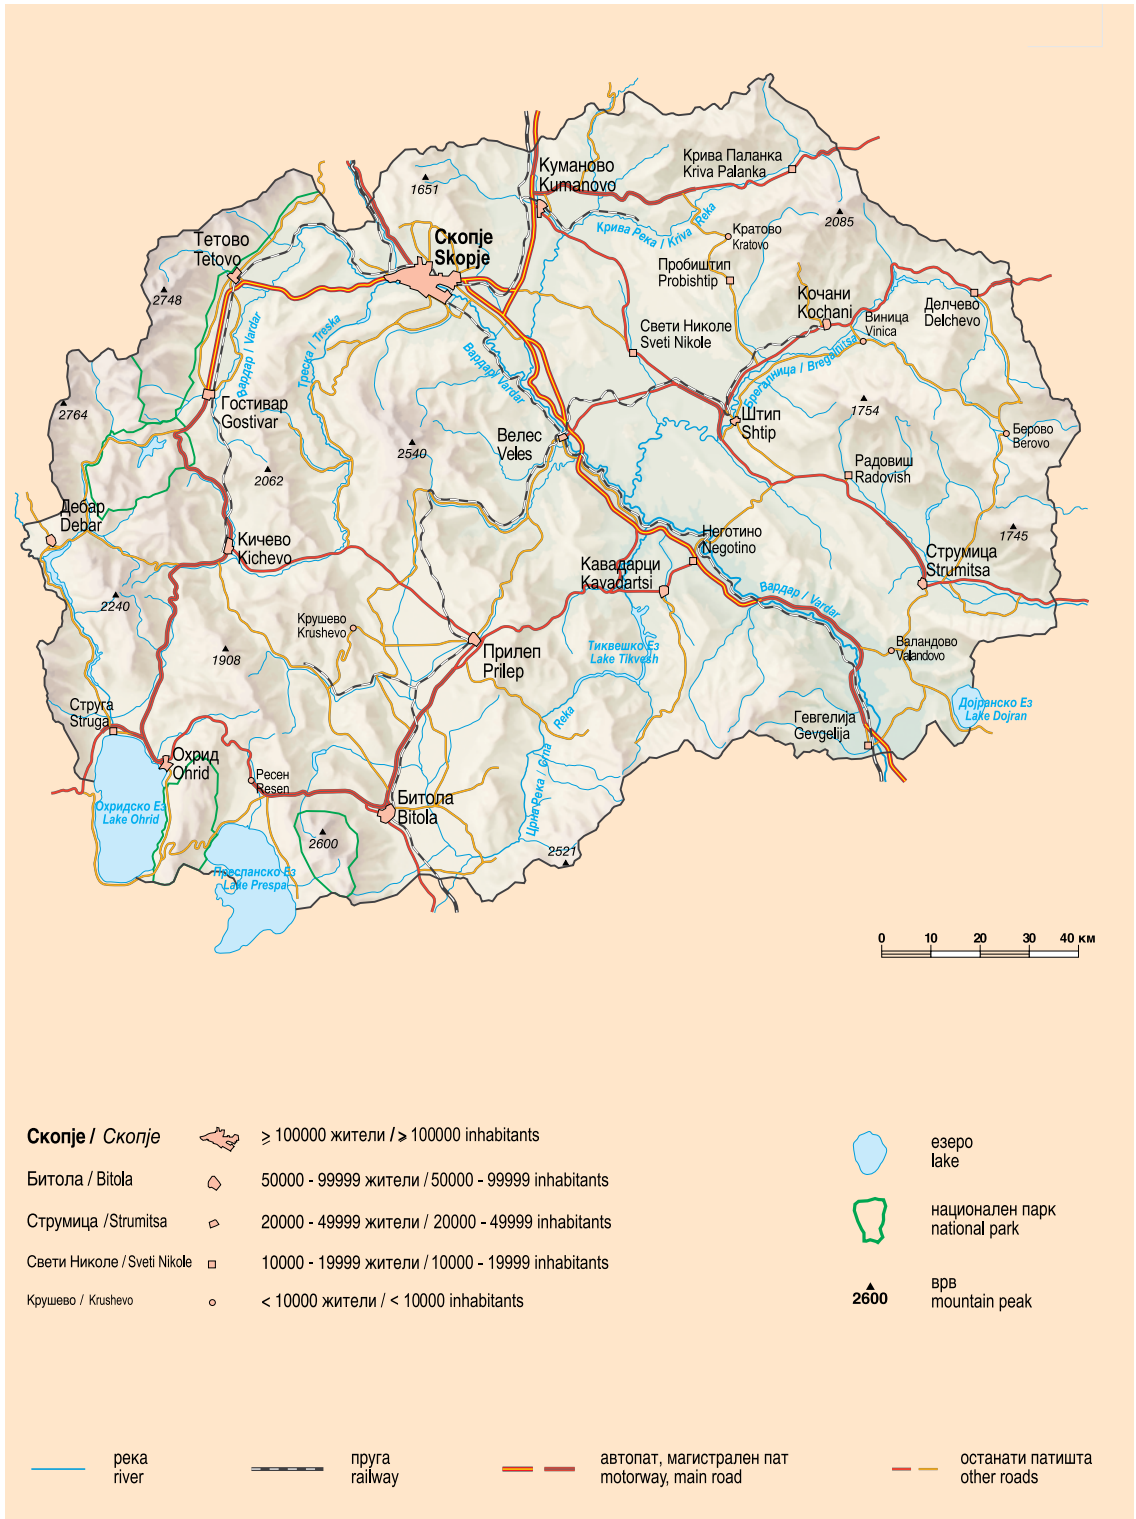 Крива Паланка
Kriva Palanka
Куманово
Kumanovo
1651
2085
Крива Река / Kriva Reka
Кратово
Kratovo
Скопје
Skopje
Тетово
Tetovo
Пробиштип
Probishtip
2748
Кочани
Kochani
Виница
Vinica
Делчево
Delchevo
Свети Николе
Sveti Nikole
Вардар / Vardar
Треска / Treska
Вардар/ Vardar
Брегалница / Bregalnitsa
2764
Гостивар
Gostivar
1754
Штип
Shtip
Берово
Berovo
Велес
Veles
2540
2062
Радовиш
Radovish
Дебар
Debar
Кичево
Kichevo
Неготино
Negotino
1745
Струмица
Strumitsa
Кавадарци
Kavadartsi
Вардар / Vardar
2240
Крушево
Krushevo
Тиквешко Ез
Lake Tikvesh
Прилеп
Prilep
Валандово
Valandovo
1908
Струга
Struga
Дојранско Ез
Lake Dojran
Гевгелија
Gevgelija
Црна Река / Crna Reka
Охрид
Ohrid
Ресен
Resen
Охридско Ез
Lake Ohrid
Битола
Bitola
2600
2521
Преспанско Ез
Lake Prespa
0 10 20 30 40 км
Скопје / Скопје ≥ 100000 жители / ≥ 100000 inhabitants
Битола / Bitola 50000 - 99999 жители / 50000 - 99999 inhabitants
Струмица /Strumitsa 20000 - 49999 жители / 20000 - 49999 inhabitants
Свети Николе / Sveti Nikole 10000 - 19999 жители / 10000 - 19999 inhabitants
Крушево / Krushevo < 10000 жители / < 10000 inhabitants
езеро
lake
национален парк
national park
2600
врв
mountain peak
река
river
пруга
railway
автопат, магистрален пат
motorway, main road
останати патишта
other roads